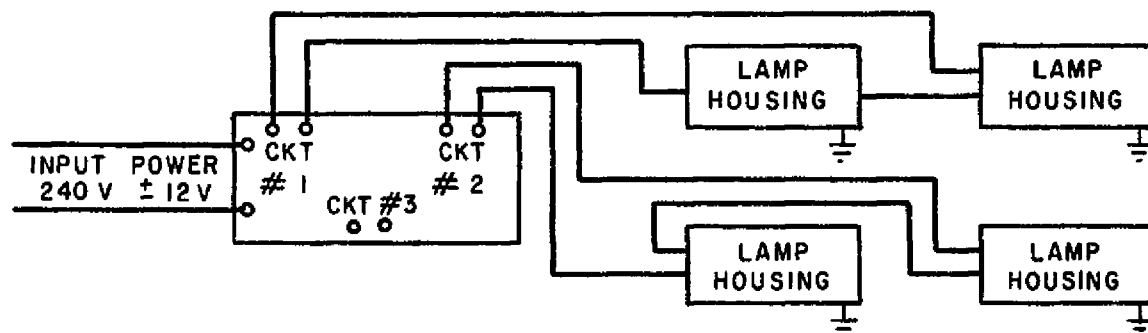 LAMP
HOUSING
LAMP
HOUSING
INPUT POWER
240 V ± 12 V
CKT
# 1
CKT
# 2
CKT #3
LAMP
HOUSING
LAMP
HOUSING